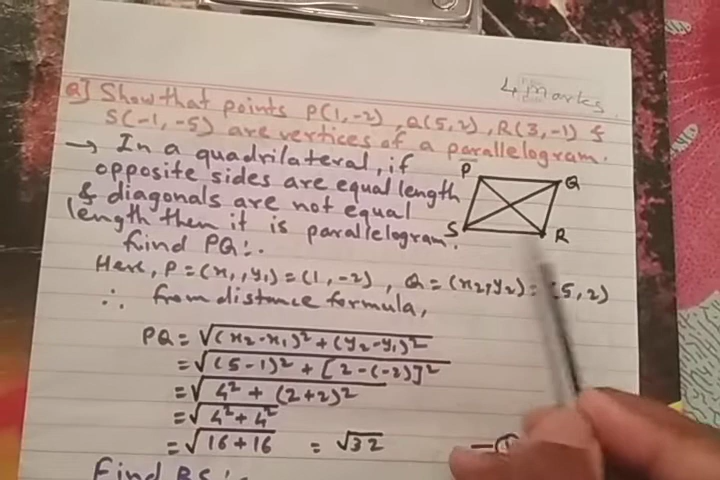 4 marks
Q] Show that points P(1,-2), Q(5,2), R(3,-1) &
S(-1,-5) are vertices of a parallelogram.
→ In a quadrilateral, if
opposite sides are equal length
& diagonals are not equal
length then it is parallelogram.
P
Q
S
R
find PQ:.
Here, P = (x₁,y₁) = (1,-2), Q = (x₂,y₂) = (5,2)
∴ from distance formula,
PQ = √(x₂-x₁)² + (y₂-y₁)²
= √(5-1)² + [2-(-2)]²
= √4² + (2+2)²
= √4²+4²
= √16+16 = √32 —①
Find RS:.